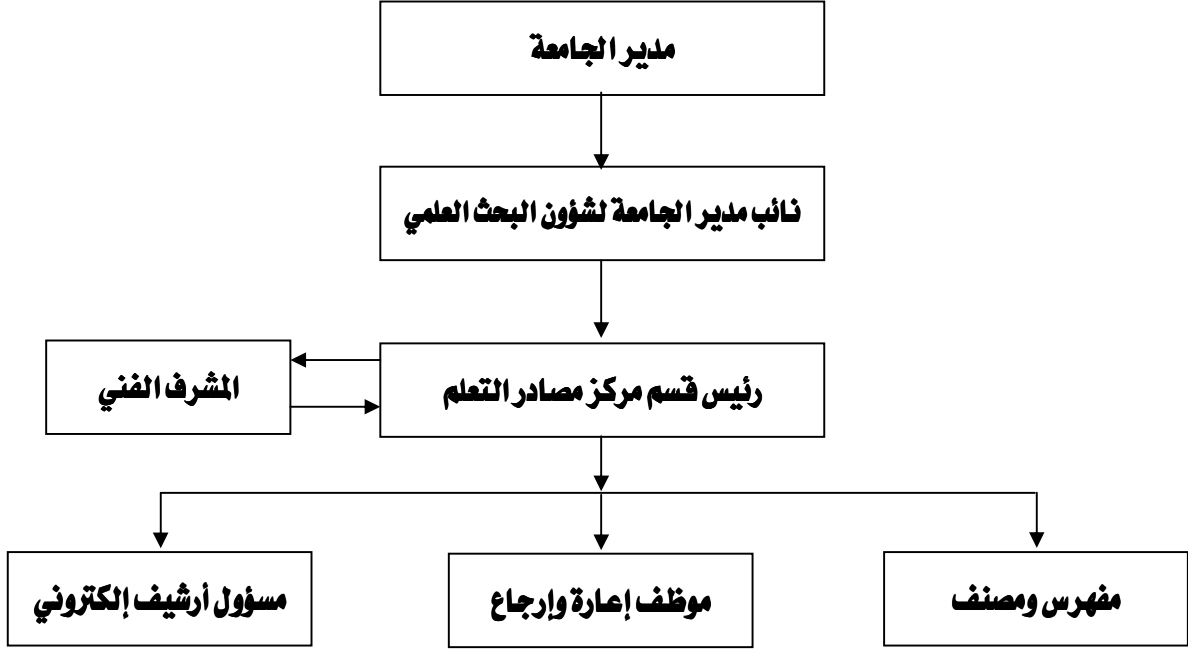 مدير الجامعة
نائب مدير الجامعة لشؤون البحث العلمي
رئيس قسم مركز مصادر التعلم
المشرف الفني
مفهرس ومصنف
موظف إعارة وإرجاع
مسؤول أرشيف إلكتروني